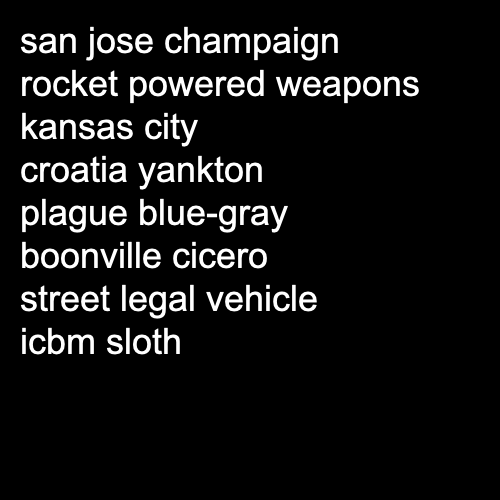 san jose champaign
rocket powered weapons
kansas city
croatia yankton
plague blue-gray
boonville cicero
street legal vehicle
icbm sloth